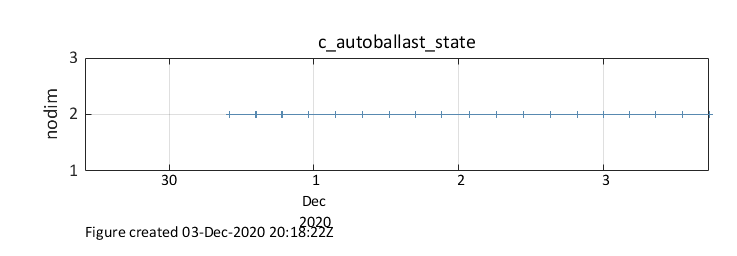 c_autoballast_state
3
nodim
2
1
30 1 2 3
Dec
2020
Figure created 03-Dec-2020 20:18:22Z